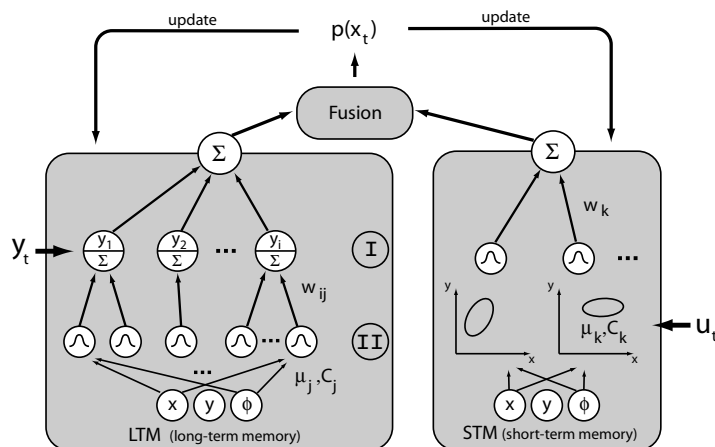 update
p(x_t)
update
Fusion
Σ
Σ
w_k
y_t
y_1
Σ
y_2
Σ
...
y_i
Σ
I
...
w_ij
y
x
y
μ_k,C_k
x
u_t
...
II
...
μ_j,C_j
x
y
ϕ
x
y
ϕ
LTM (long-term memory)
STM (short-term memory)